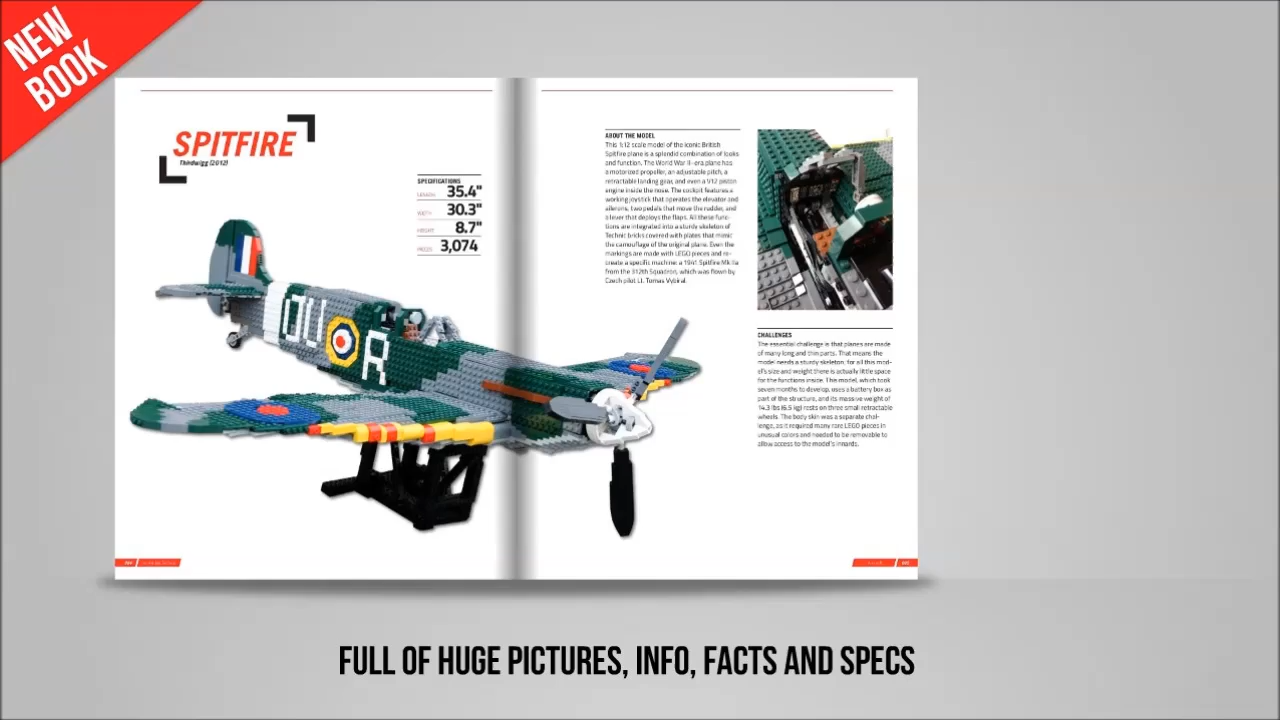 NEW
BOOK
SPITFIRE
SPECIFICATIONS
35.4"
WIDTH: 30.3"
HEIGHT: 8.7"
PIECES: 3,074
DU
R
ABOUT THE MODEL
This 1:12 scale model of the iconic British
Spitfire plane is a splendid combination of looks
and function. The World War II-era plane has
a motorized propeller, an adjustable pitch, a
retractable landing gear, and even a V12 piston
engine inside the nose. The cockpit features a
working joystick that operates the elevator and
ailerons, two pedals that move the rudder, and
a lever that deploys the flaps. All these func-
tions are integrated into a sturdy skeleton of
Technic bricks covered with plates that mimic
the camouflage of the original plane. Even the
markings are made with LEGO pieces and re-
create a specific machine: a 1941 Spitfire Mk IIa
from the 312th Squadron, which was flown by
Czech pilot Lt. Tomas Vybiral.
CHALLENGES
The essential challenge is that planes are made
of many long and thin parts. That means the
model needs a sturdy skeleton; for all this mod-
el's size and weight there is actually little space
for the functions inside. This model, which took
seven months to develop, uses a battery box as
part of the structure, and its massive weight of
14.3 lbs (6.5 kg) rests on three small retractable
wheels. The body skin was a separate chal-
lenge, as it required many rare LEGO pieces in
unusual colors and needed to be removable to
allow access to the model's innards.
FULL OF HUGE PICTURES, INFO, FACTS AND SPECS